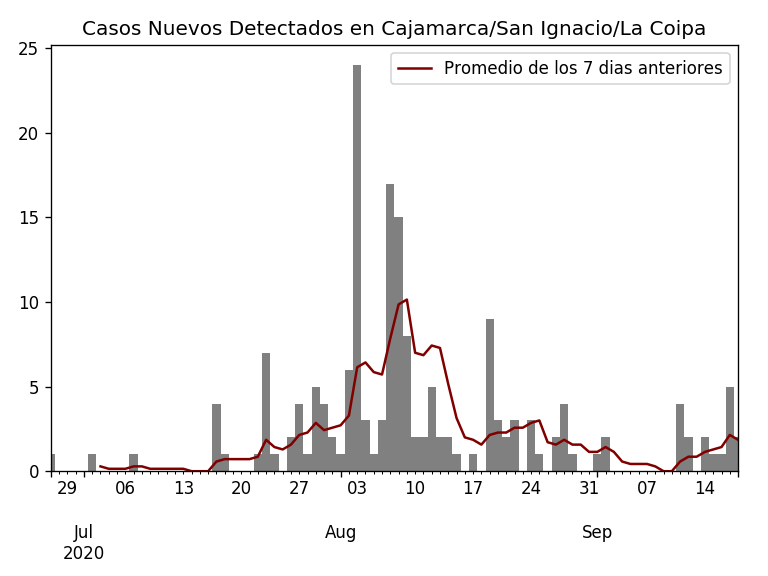 Casos Nuevos Detectados en Cajamarca/San Ignacio/La Coipa
Promedio de los 7 dias anteriores
25
20
15
10
5
0
29 06 13 20 27 03 10 17 24 31 07 14
Jul Aug Sep
2020